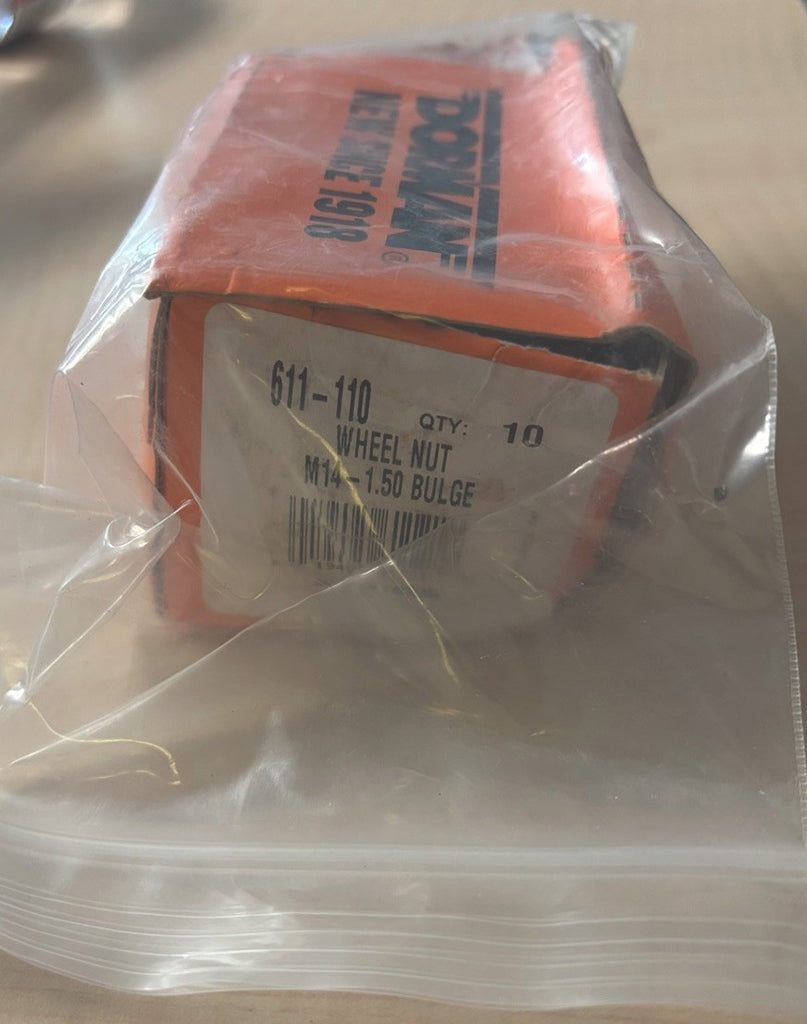 DORMAN®
NEW SINCE 1918
611-110
QTY: 10
WHEEL NUT
M14-1.50 BULGE